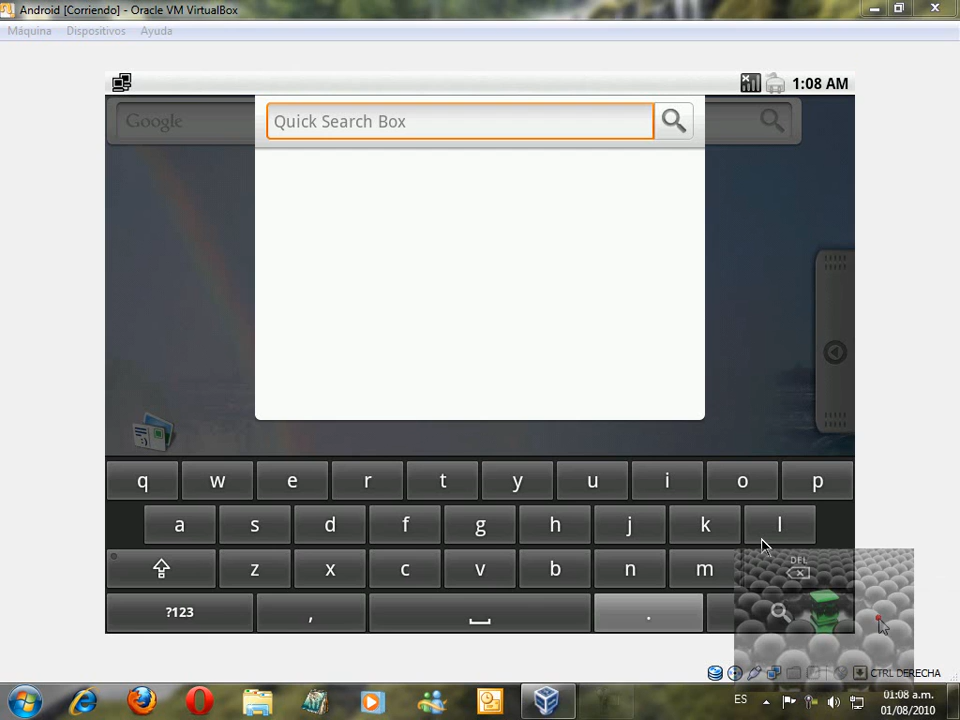 Android [Corriendo] - Oracle VM VirtualBox
Máquina Dispositivos Ayuda
1:08 AM
Google
Quick Search Box
q w e r t y u i o p
a s d f g h j k l
z x c v b n m DEL
?123 , .
CTRL DERECHA
ES 01:08 a.m.
01/08/2010